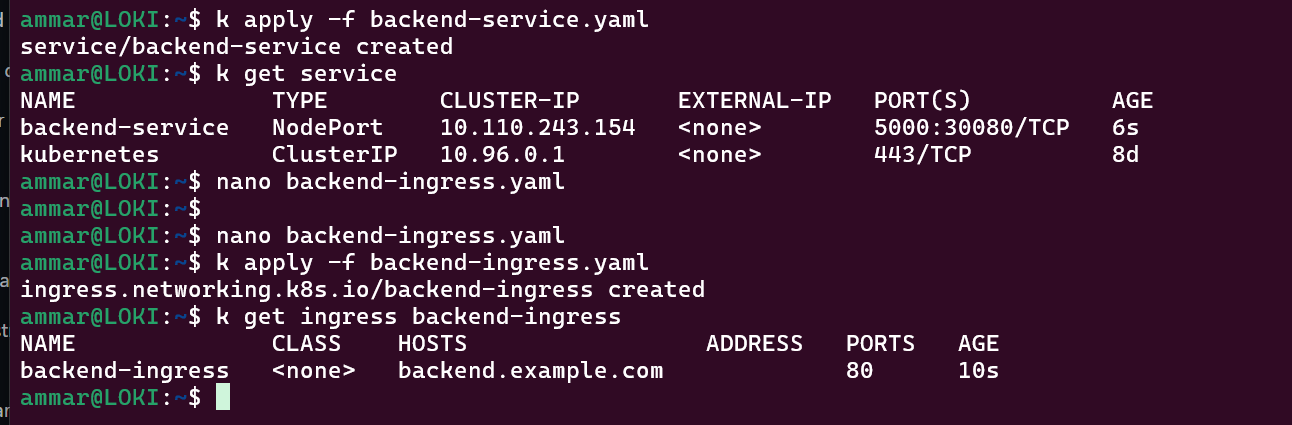 ammar@LOKI:~$ k apply -f backend-service.yaml
service/backend-service created
ammar@LOKI:~$ k get service
NAME TYPE CLUSTER-IP EXTERNAL-IP PORT(S) AGE
backend-service NodePort 10.110.243.154 <none> 5000:30080/TCP 6s
kubernetes ClusterIP 10.96.0.1 <none> 443/TCP 8d
ammar@LOKI:~$ nano backend-ingress.yaml
ammar@LOKI:~$
ammar@LOKI:~$ nano backend-ingress.yaml
ammar@LOKI:~$ k apply -f backend-ingress.yaml
ingress.networking.k8s.io/backend-ingress created
ammar@LOKI:~$ k get ingress backend-ingress
NAME CLASS HOSTS ADDRESS PORTS AGE
backend-ingress <none> backend.example.com 80 10s
ammar@LOKI:~$